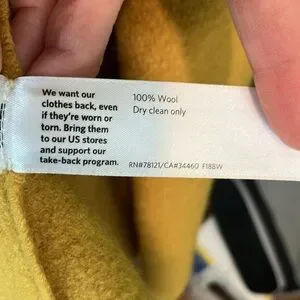 We want our
clothes back, even
if they're worn or
torn. Bring them
to our US stores
and support our
take-back program.
100% Wool
Dry clean only
RN#78121/CA#34460 F18BW